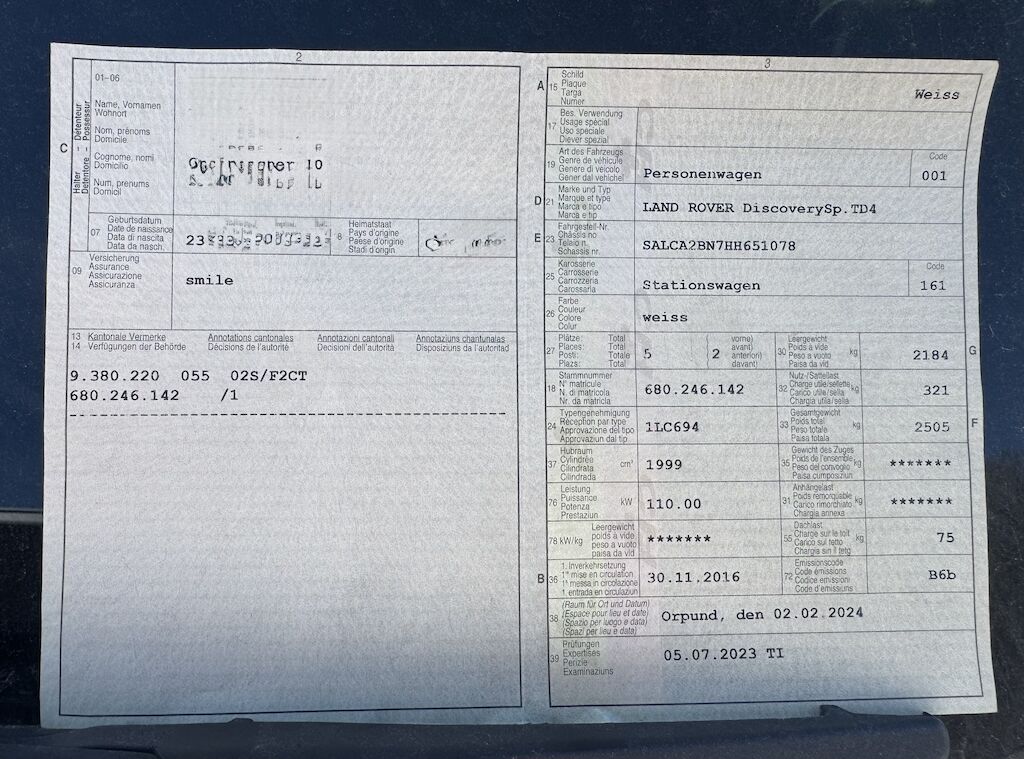 2
01-06
Name, Vornamen
Wohnort
Nom, prénoms
Domicile
Cognome, nomi
Domicilio
Num, prenums
Domicil
C
Halter – Détenteur
Detentore – Possessur
07
Geburtsdatum
Date de naissance
Data di nascita
Data da nasch.
8
Heimatstaat
Pays d'origine
Paese d'origine
Stadi d'origin
09
Versicherung
Assurance
Assicurazione
Assicuranza
smile
13 Kantonale Vermerke Annotations cantonales Annotazioni cantonali Annotaziuns chantunalas
14 Verfügungen der Behörde Décisions de l'autorité Decisioni dell'autorità Disposiziuns da l'autoritad
9.380.220 055 02S/F2CT
680.246.142 /1
3
A 15
Schild
Plaque
Targa
Numer
Weiss
17
Bes. Verwendung
Usage spécial
Uso speciale
Diever spezial
19
Art des Fahrzeugs
Genre de véhicule
Genere di veicolo
Gener dal vehichel
Personenwagen
Code
001
D 21
Marke und Typ
Marque et type
Marca e tipo
Marca e tip
LAND ROVER DiscoverySp.TD4
E 23
Fahrgestell-Nr.
Châssis no
Telaio n.
Schassis nr.
SALCA2BN7HH651078
25
Karosserie
Carrosserie
Carrozzeria
Carossaria
Stationswagen
Code
161
26
Farbe
Couleur
Colore
Colur
weiss
27
Plätze: Total
Places: Total
Posti: Totale
Plazs: Total
5
2
vorne)
avant)
anteriori)
davant)
30
Leergewicht
Poids à vide
Peso a vuoto
Paisa da vid
kg
2184
G
18
Stammnummer
N° matricule
N. di matricola
Nr. da matricla
680.246.142
32
Nutz-/Sattellast
Charge utile/sellette
Carico utile/sella
Chargia utila/sella
kg
321
24
Typengenehmigung
Réception par type
Approvazione del tipo
Approvaziun dal tip
1LC694
33
Gesamtgewicht
Poids total
Peso totale
Paisa totala
kg
2505
F
37
Hubraum
Cylindrée
Cilindrata
Cilindrada
cm³
1999
35
Gewicht des Zuges
Poids de l'ensemble
Peso del convoglio
Paisa cumposiziun
kg
*******
76
Leistung
Puissance
Potenza
Prestaziun
kW
110.00
31
Anhängelast
Poids remorquable
Carico rimorchiato
Chargia annexa
kg
*******
78 kW/kg
Leergewicht
poids à vide
peso a vuoto
paisa da vid
*******
55
Dachlast
Charge sur le toit
Carico sul tetto
Chargia sin il tetg
kg
75
B 36
1. Inverkehrsetzung
1re mise en circulation
1a messa in circolazione
1. entrada en circulaziun
30.11.2016
72
Emissionscode
Code émissions
Codice emissioni
Code d'emissiuns
B6b
38
(Raum für Ort und Datum)
(Espace pour lieu et date)
(Spazio per luogo e data)
(Spazi per lieu e data)
Orpund, den 02.02.2024
39
Prüfungen
Expertises
Perizie
Examinaziuns
05.07.2023 TI